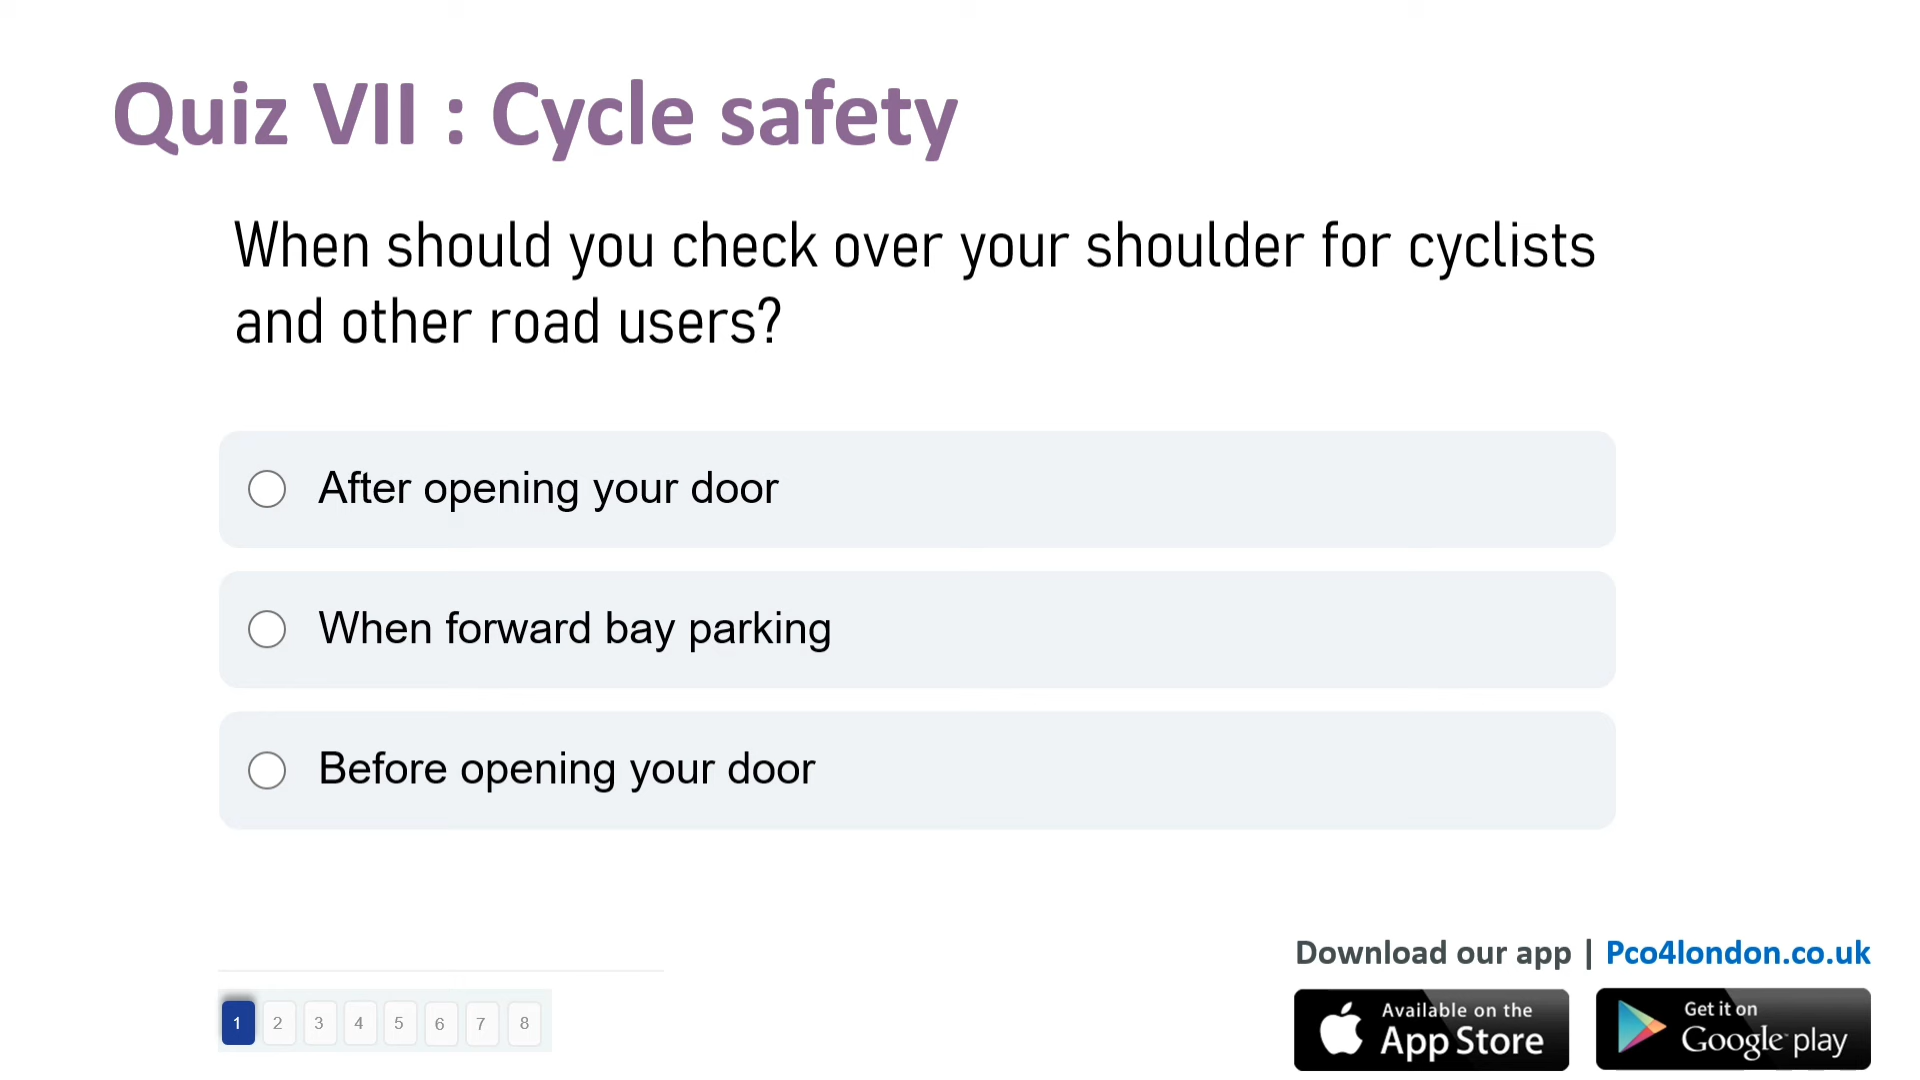 Quiz VII : Cycle safety
When should you check over your shoulder for cyclists
and other road users?
After opening your door
When forward bay parking
Before opening your door
Download our app | Pco4london.co.uk
1 2 3 4 5 6 7 8
Available on the
App Store
Get it on
Google play